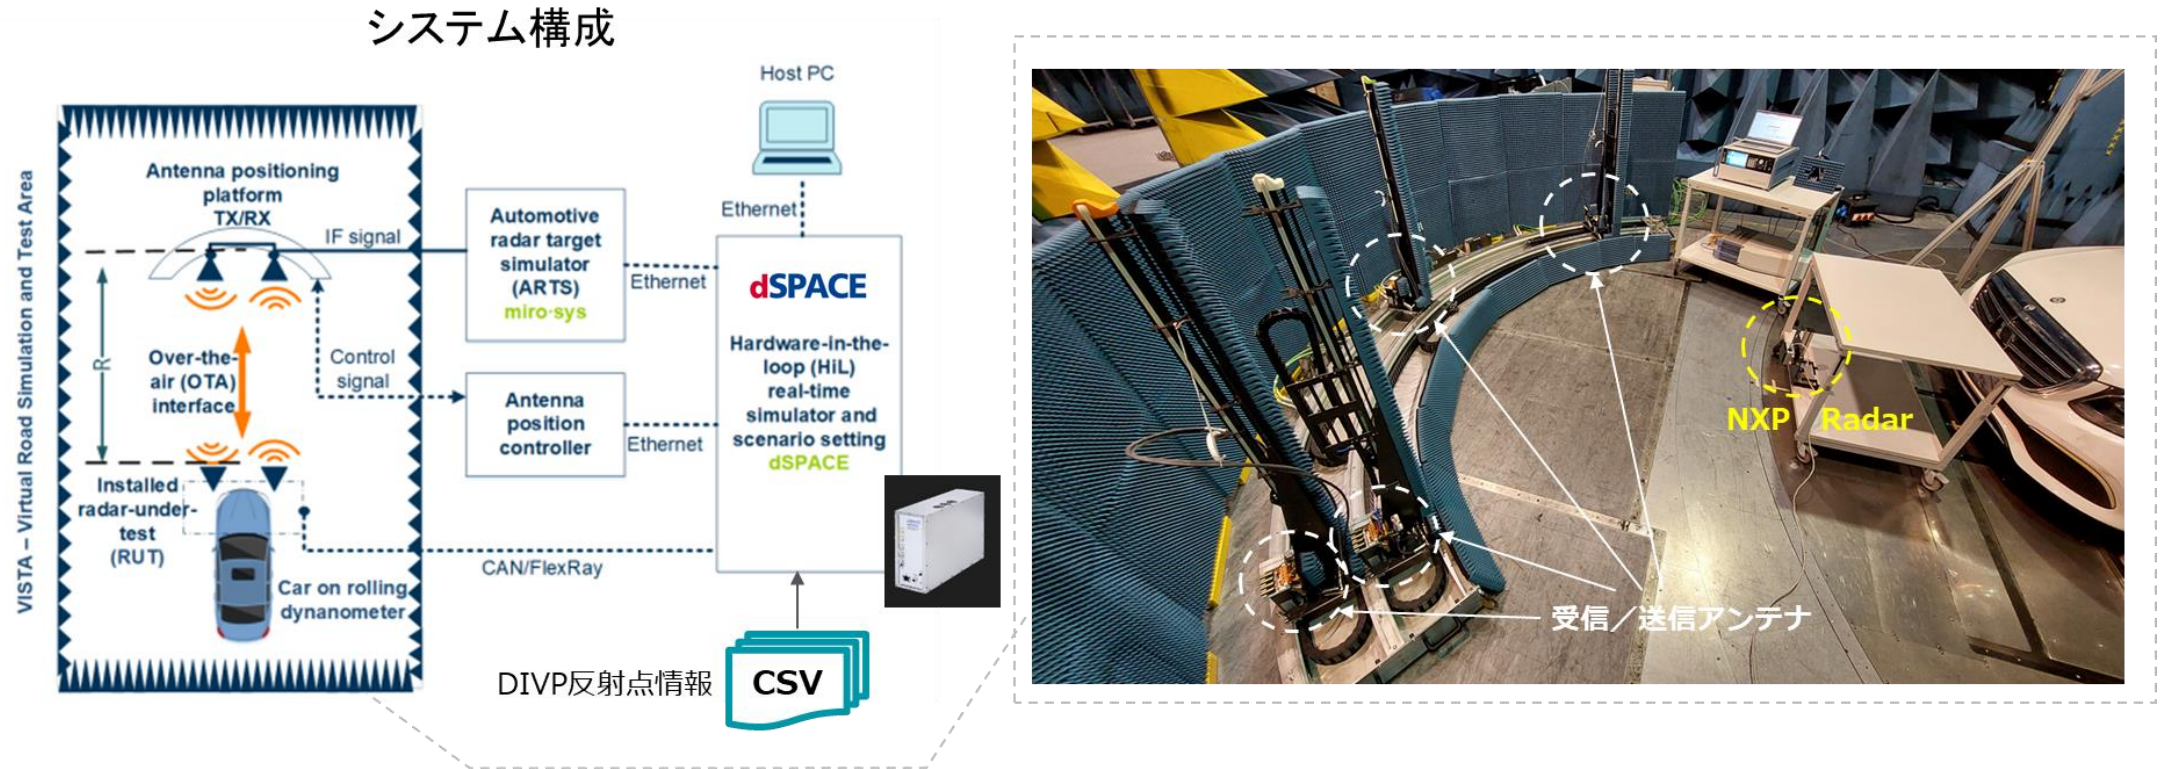 システム構成
Host PC
Ethernet
VISTA – Virtual Road Simulation and Test Area
Antenna positioning
platform
TX/RX
IF signal
R
Over-the-
air (OTA)
interface
Control
signal
Installed
radar-under-
test
(RUT)
Car on rolling
dynanometer
Automotive
radar target
simulator
(ARTS)
miro·sys
Ethernet
Antenna
position
controller
Ethernet
dSPACE
Hardware-in-the-
loop (HiL)
real-time
simulator and
scenario setting
dSPACE
CAN/FlexRay
DIVP反射点情報
CSV
NXP Radar
受信／送信アンテナ